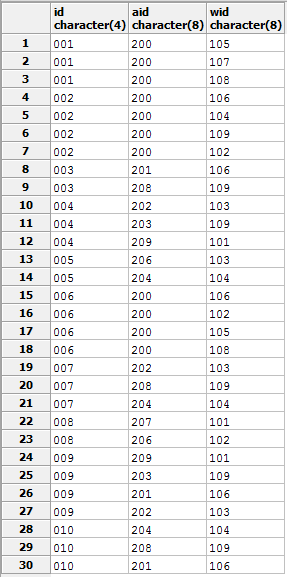 id aid wid
character(4) character(8) character(8)
1 001 200 105
2 001 200 107
3 001 200 108
4 002 200 106
5 002 200 104
6 002 200 109
7 002 200 102
8 003 201 106
9 003 208 109
10 004 202 103
11 004 203 109
12 004 209 101
13 005 206 103
14 005 204 104
15 006 200 106
16 006 200 102
17 006 200 105
18 006 200 108
19 007 202 103
20 007 208 109
21 007 204 104
22 008 207 101
23 008 206 102
24 009 209 101
25 009 203 109
26 009 201 106
27 009 202 103
28 010 204 104
29 010 208 109
30 010 201 106